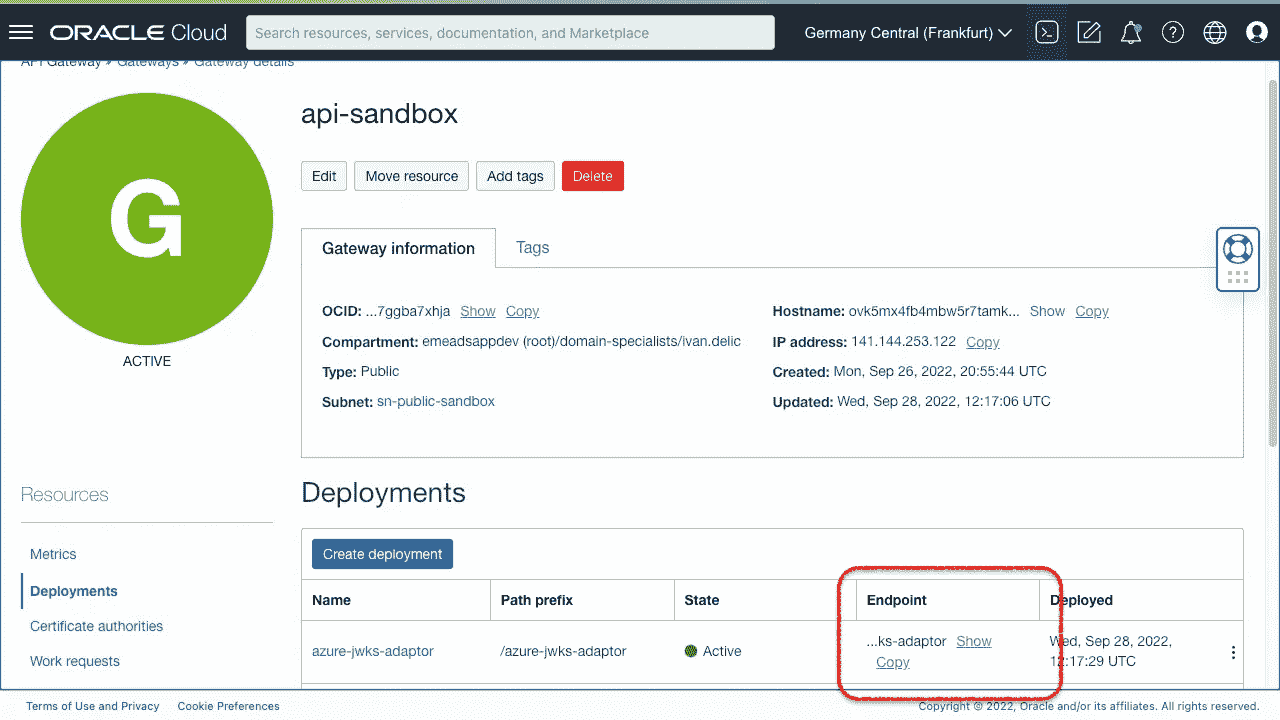 ORACLE Cloud
Search resources, services, documentation, and Marketplace
Germany Central (Frankfurt)
API Gateway » Gateways » Gateway details
G
ACTIVE
api-sandbox
Edit Move resource Add tags Delete
Gateway information Tags
OCID: ...7ggba7xhja Show Copy
Compartment: emeadsappdev (root)/domain-specialists/ivan.delic
Type: Public
Subnet: sn-public-sandbox
Hostname: ovk5mx4fb4mbw5r7tamk... Show Copy
IP address: 141.144.253.122 Copy
Created: Mon, Sep 26, 2022, 20:55:44 UTC
Updated: Wed, Sep 28, 2022, 12:17:06 UTC
Resources
Metrics
Deployments
Certificate authorities
Work requests
Deployments
Create deployment
Name Path prefix State Endpoint Deployed
azure-jwks-adaptor /azure-jwks-adaptor Active ...ks-adaptor Show Wed, Sep 28, 2022,
Copy 12:17:29 UTC
Terms of Use and Privacy Cookie Preferences Copyright © 2022, Oracle and/or its affiliates. All rights reserved.